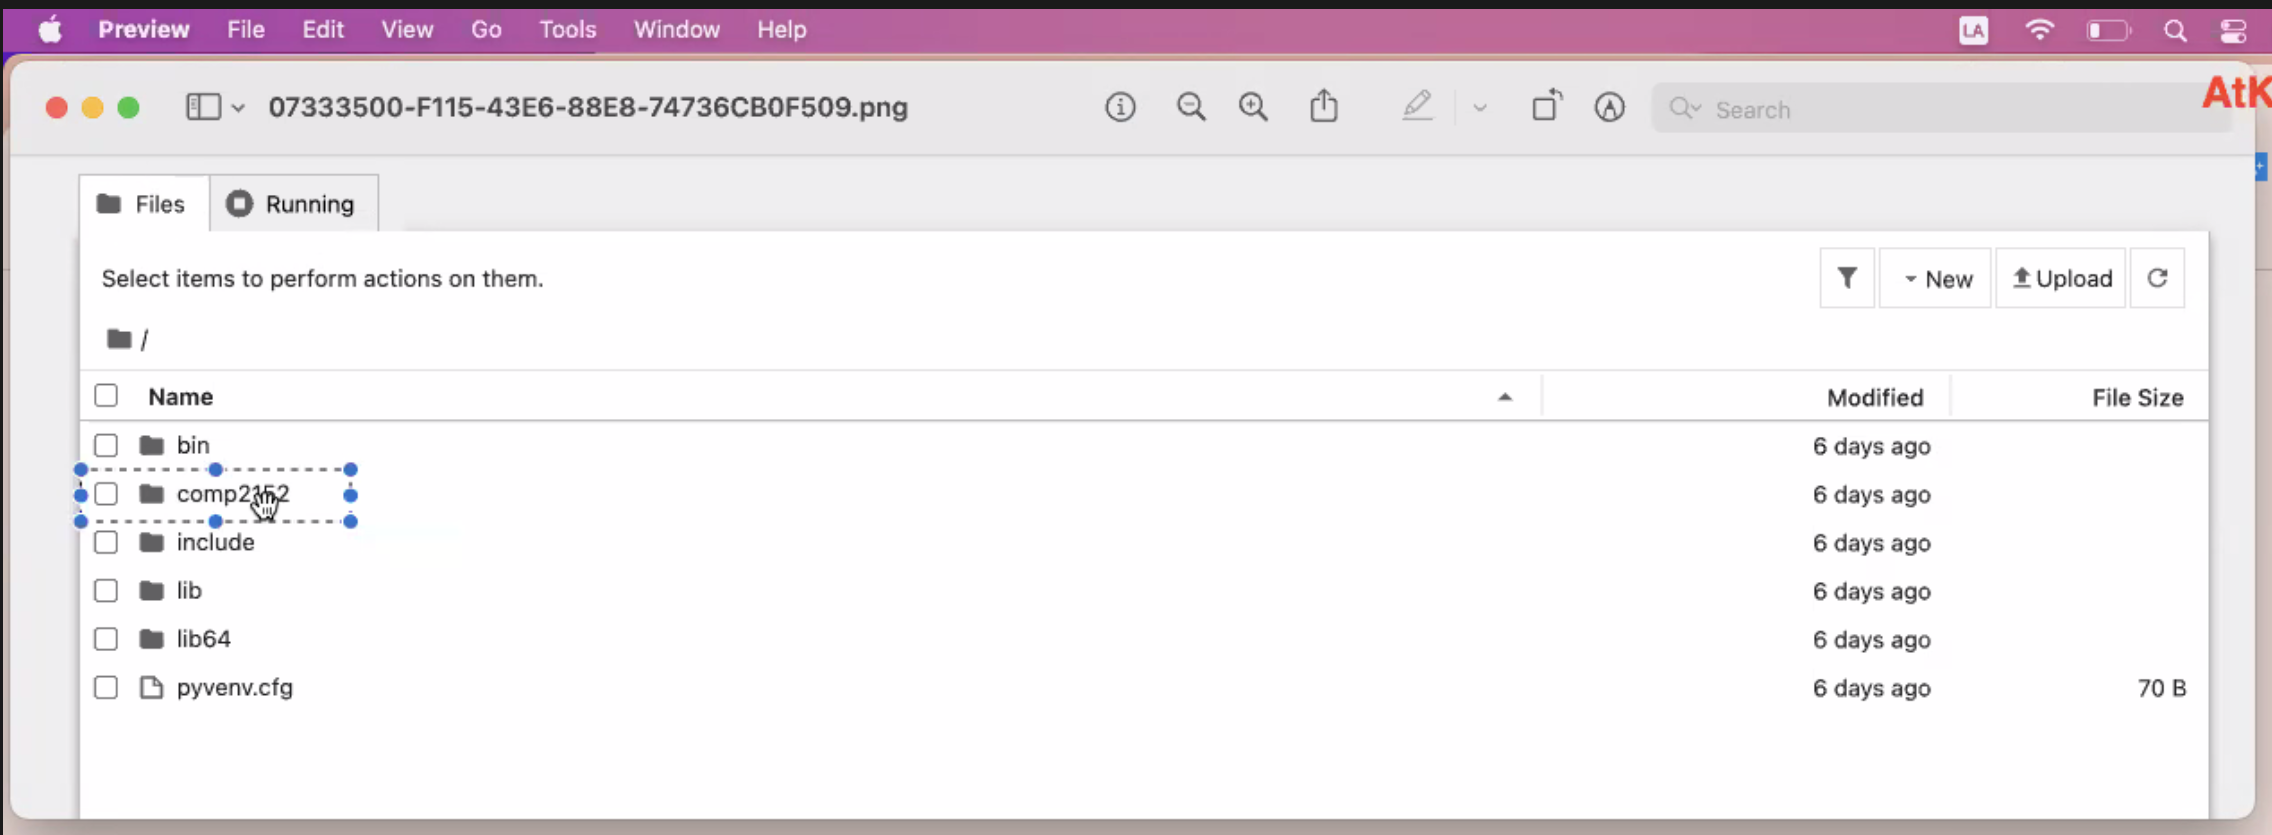 Preview File Edit View Go Tools Window Help LA
07333500-F115-43E6-88E8-74736CB0F509.png Search AtK
Files Running
Select items to perform actions on them. New Upload
/
Name Modified File Size
bin 6 days ago
comp2152 6 days ago
include 6 days ago
lib 6 days ago
lib64 6 days ago
pyvenv.cfg 6 days ago 70 B